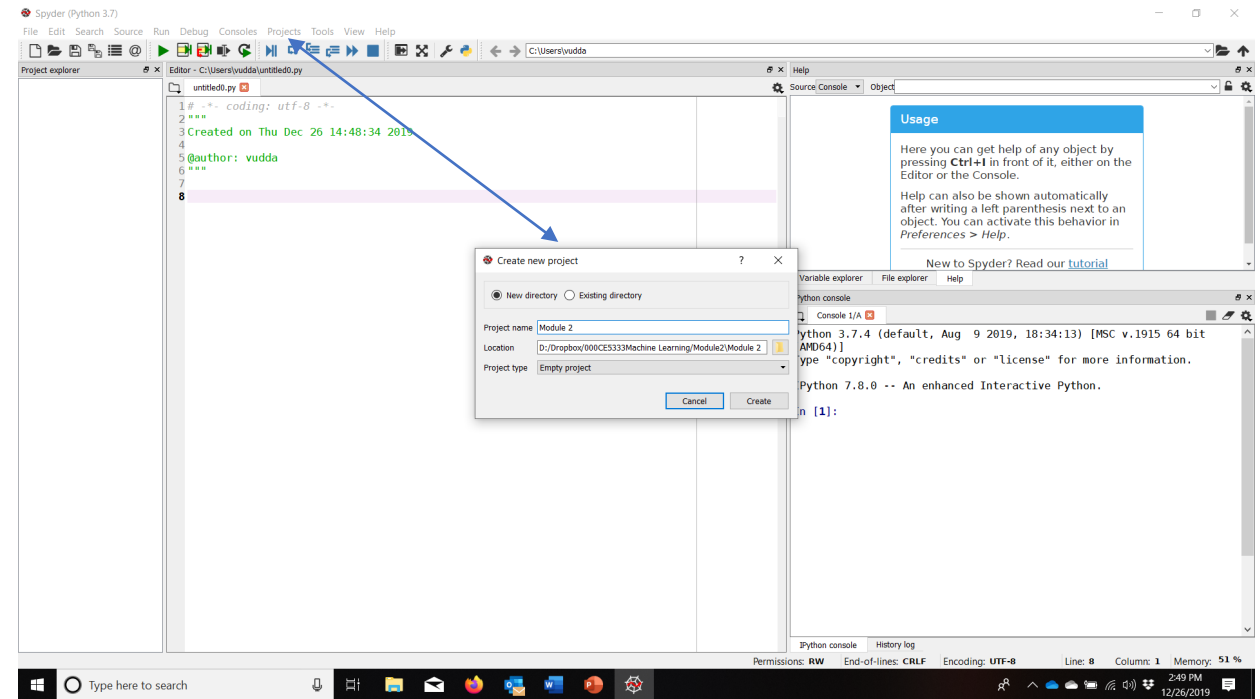 Spyder (Python 3.7)
File Edit Search Source Run Debug Consoles Projects Tools View Help
C:\Users\vudda
Project explorer
Editor - C:\Users\vudda\untitled0.py
untitled0.py
1 # -*- coding: utf-8 -*-
2 """
3 Created on Thu Dec 26 14:48:34 2019
4
5 @author: vudda
6 """
7
8
Help
Source Console Object
Usage
Here you can get help of any object by
pressing Ctrl+I in front of it, either on the
Editor or the Console.
Help can also be shown automatically
after writing a left parenthesis next to an
object. You can activate this behavior in
Preferences > Help.
New to Spyder? Read our tutorial
Variable explorer File explorer Help
Create new project ?
New directory Existing directory
Project name Module 2
Location D:/Dropbox/000CE5333Machine Learning/Module2\Module 2
Project type Empty project
Cancel Create
Python console
Console 1/A
Python 3.7.4 (default, Aug 9 2019, 18:34:13) [MSC v.1915 64 bit
AMD64)]
ype "copyright", "credits" or "license" for more information.
Python 7.8.0 -- An enhanced Interactive Python.
n [1]:
IPython console History log
Permissions: RW End-of-lines: CRLF Encoding: UTF-8 Line: 8 Column: 1 Memory: 51 %
Type here to search
2:49 PM
12/26/2019